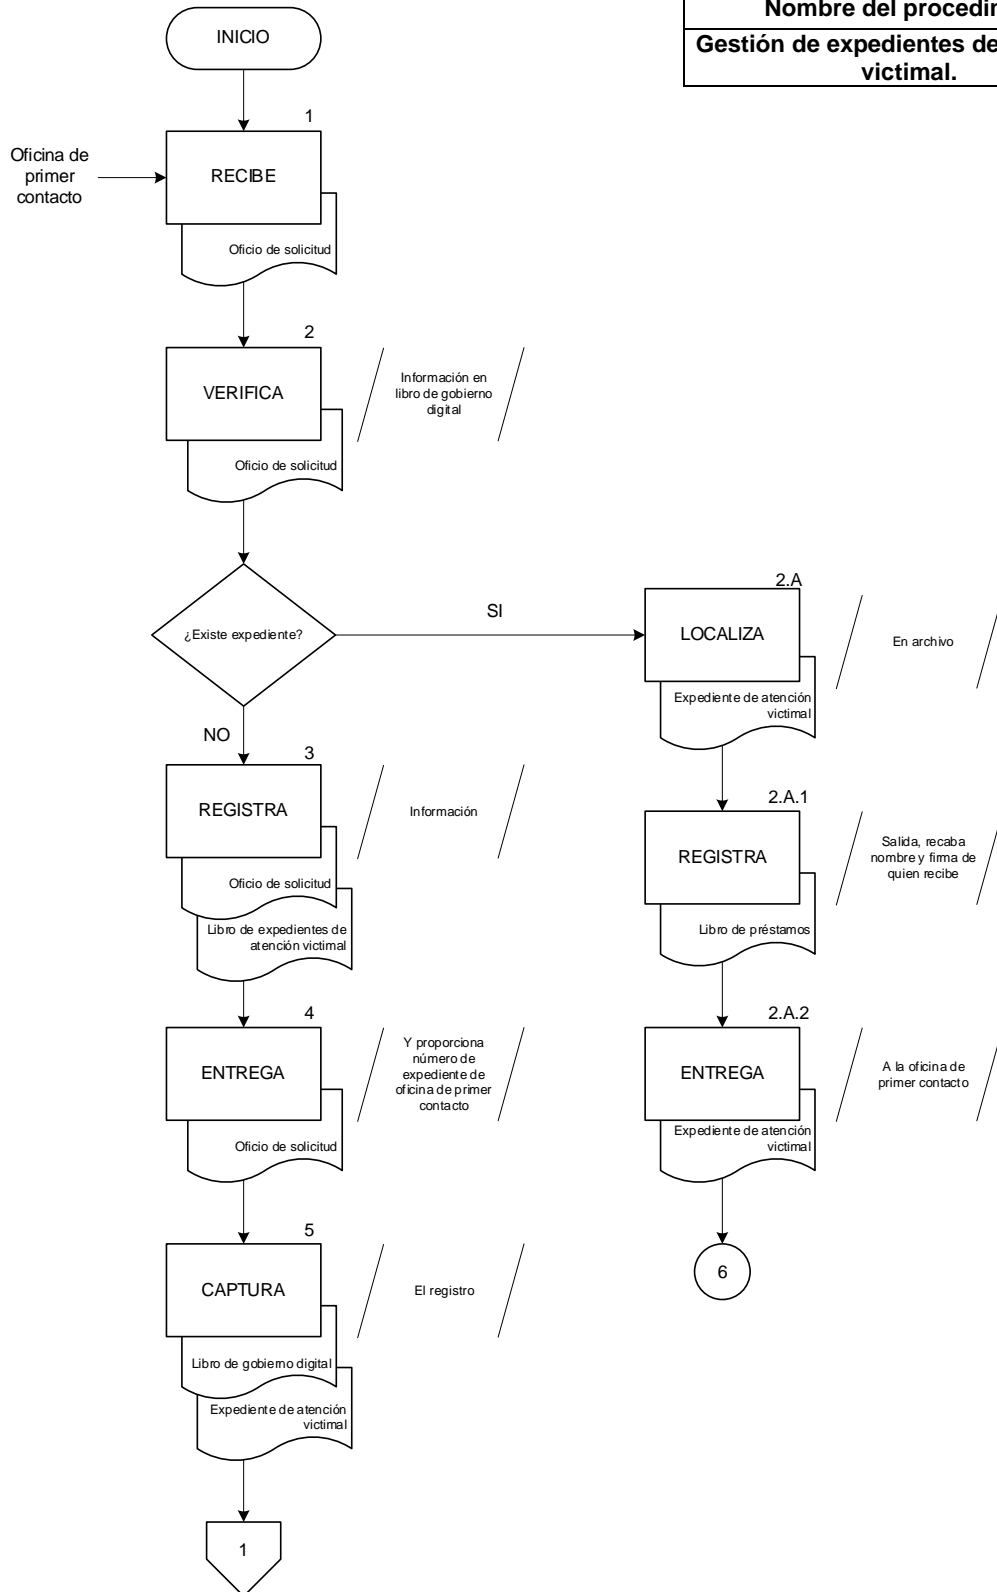 Nombre del
Gestión de expedientes de
victimal.
INICIO
1
Oficina de
primer
contacto
RECIBE
Oficio de solicitud
2
VERIFICA
Información en
libro de gobierno
digital
Oficio de solicitud
¿Existe expediente?
SI
2.A
LOCALIZA
En archivo
Expediente de atención
victimal
NO
3
REGISTRA
Información
Oficio de solicitud
Libro de expedientes de
atención victimal
2.A.1
REGISTRA
Salida, recaba
nombre y firma de
quien recibe
Libro de préstamos
4
ENTREGA
Y proporciona
número de
expediente de
oficina de primer
contacto
Oficio de solicitud
2.A.2
ENTREGA
A la oficina de
primer contacto
Expediente de atención
victimal
6
5
CAPTURA
El registro
Libro de gobierno digital
Expediente de atención
victimal
1